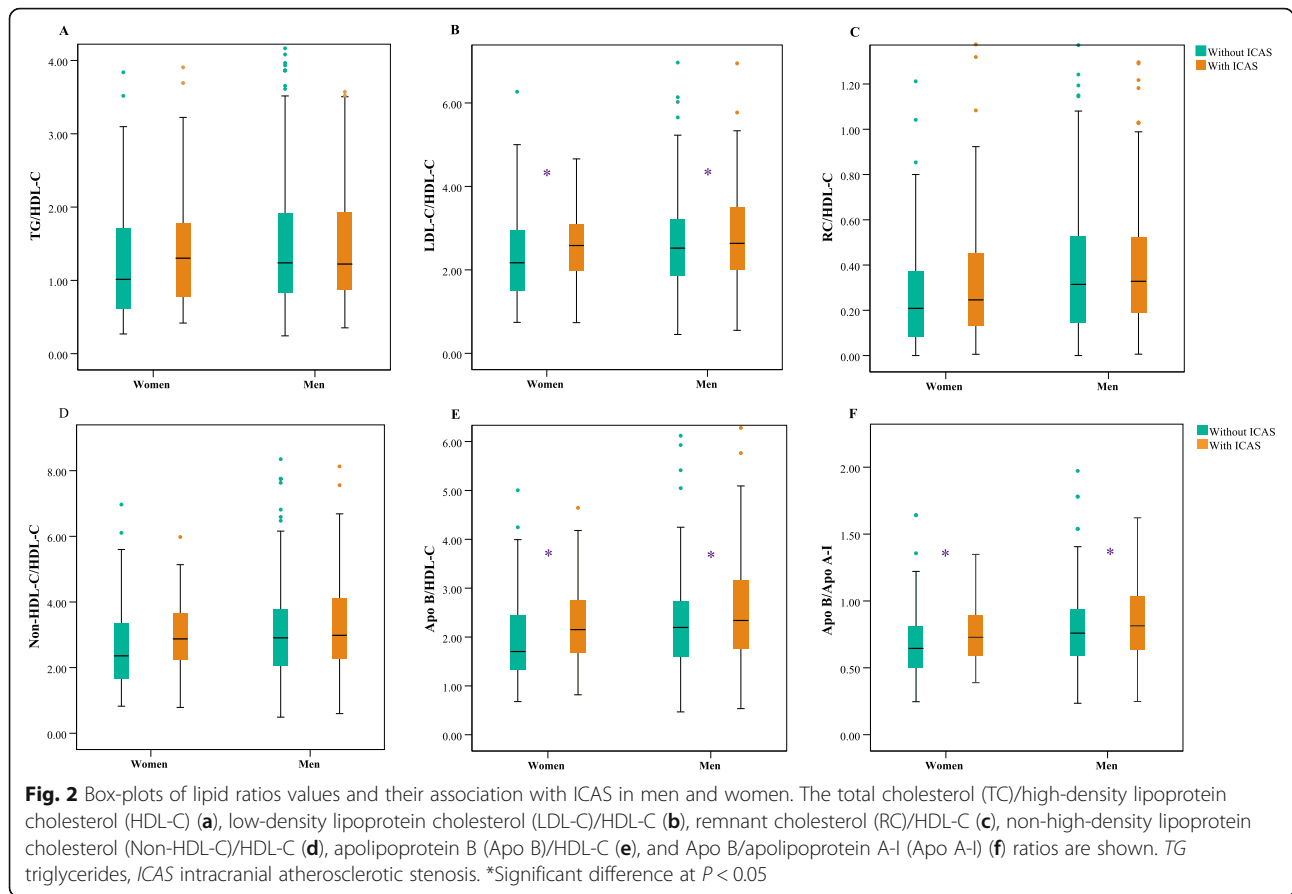 A
B
C
Without ICAS
With ICAS
4.00
3.00
2.00
1.00
0.00
TG/HDL-C
Women
Men
6.00
4.00
2.00
0.00
LDL-C/HDL-C
*
*
Women
Men
1.20
1.00
0.80
0.60
0.40
0.20
0.00
RC/HDL-C
Women
Men
D
E
F
Without ICAS
With ICAS
8.00
6.00
4.00
2.00
0.00
Non-HDL-C/HDL-C
Women
Men
6.00
5.00
4.00
3.00
2.00
1.00
0.00
Apo B/HDL-C
*
*
Women
Men
2.00
1.50
1.00
0.50
0.00
Apo B/Apo A-I
*
*
Women
Men
Fig. 2 Box-plots of lipid ratios values and their association with ICAS in men and women. The total cholesterol (TC)/high-density lipoprotein
cholesterol (HDL-C) (a), low-density lipoprotein cholesterol (LDL-C)/HDL-C (b), remnant cholesterol (RC)/HDL-C (c), non-high-density lipoprotein
cholesterol (Non-HDL-C)/HDL-C (d), apolipoprotein B (Apo B)/HDL-C (e), and Apo B/apolipoprotein A-I (Apo A-I) (f) ratios are shown. TG
triglycerides, ICAS intracranial atherosclerotic stenosis. *Significant difference at P < 0.05